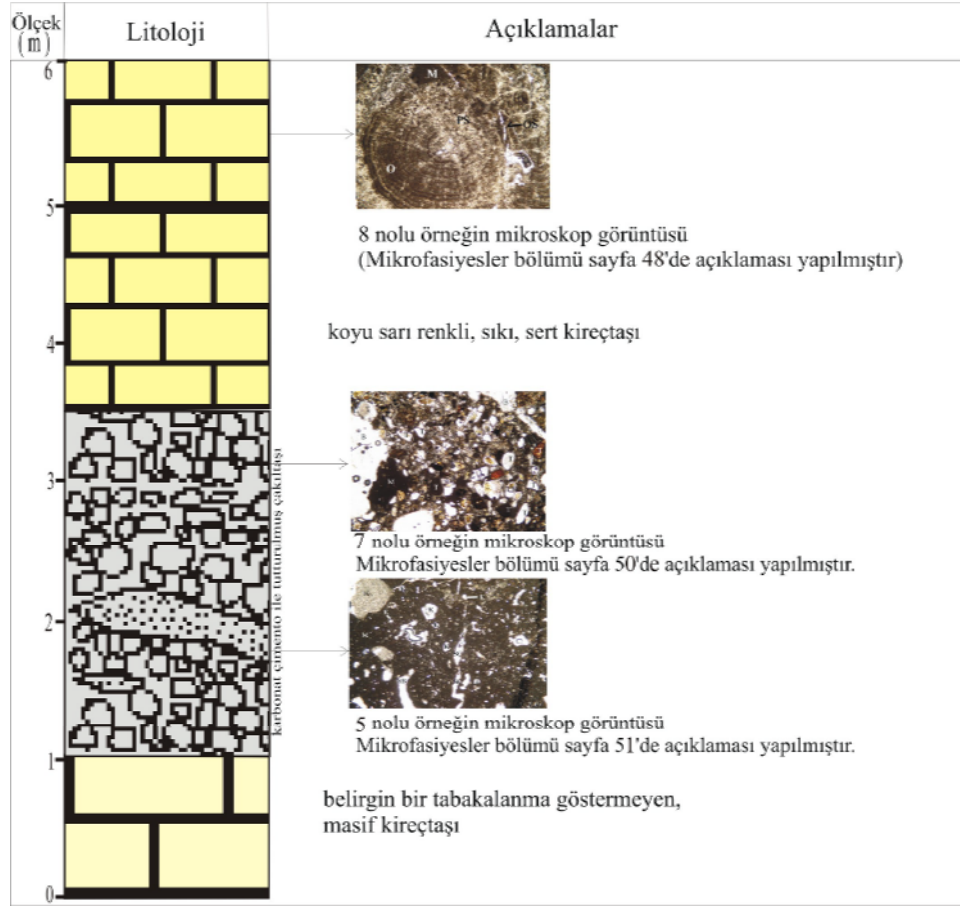 Ölçek
(m)
Litoloji
Açıklamalar
6
5
4
3
2
1
0
M
PS
OS
O
8 nolu örneğin mikroskop görüntüsü
(Mikrofasiyesler bölümü sayfa 48'de açıklaması yapılmıştır)
koyu sarı renkli, sıkı, sert kireçtaşı
karbonat çimento ile tutturulmuş çakıltaşı
7 nolu örneğin mikroskop görüntüsü
Mikrofasiyesler bölümü sayfa 50'de açıklaması yapılmıştır.
5 nolu örneğin mikroskop görüntüsü
Mikrofasiyesler bölümü sayfa 51'de açıklaması yapılmıştır.
belirgin bir tabakalanma göstermeyen,
masif kireçtaşı